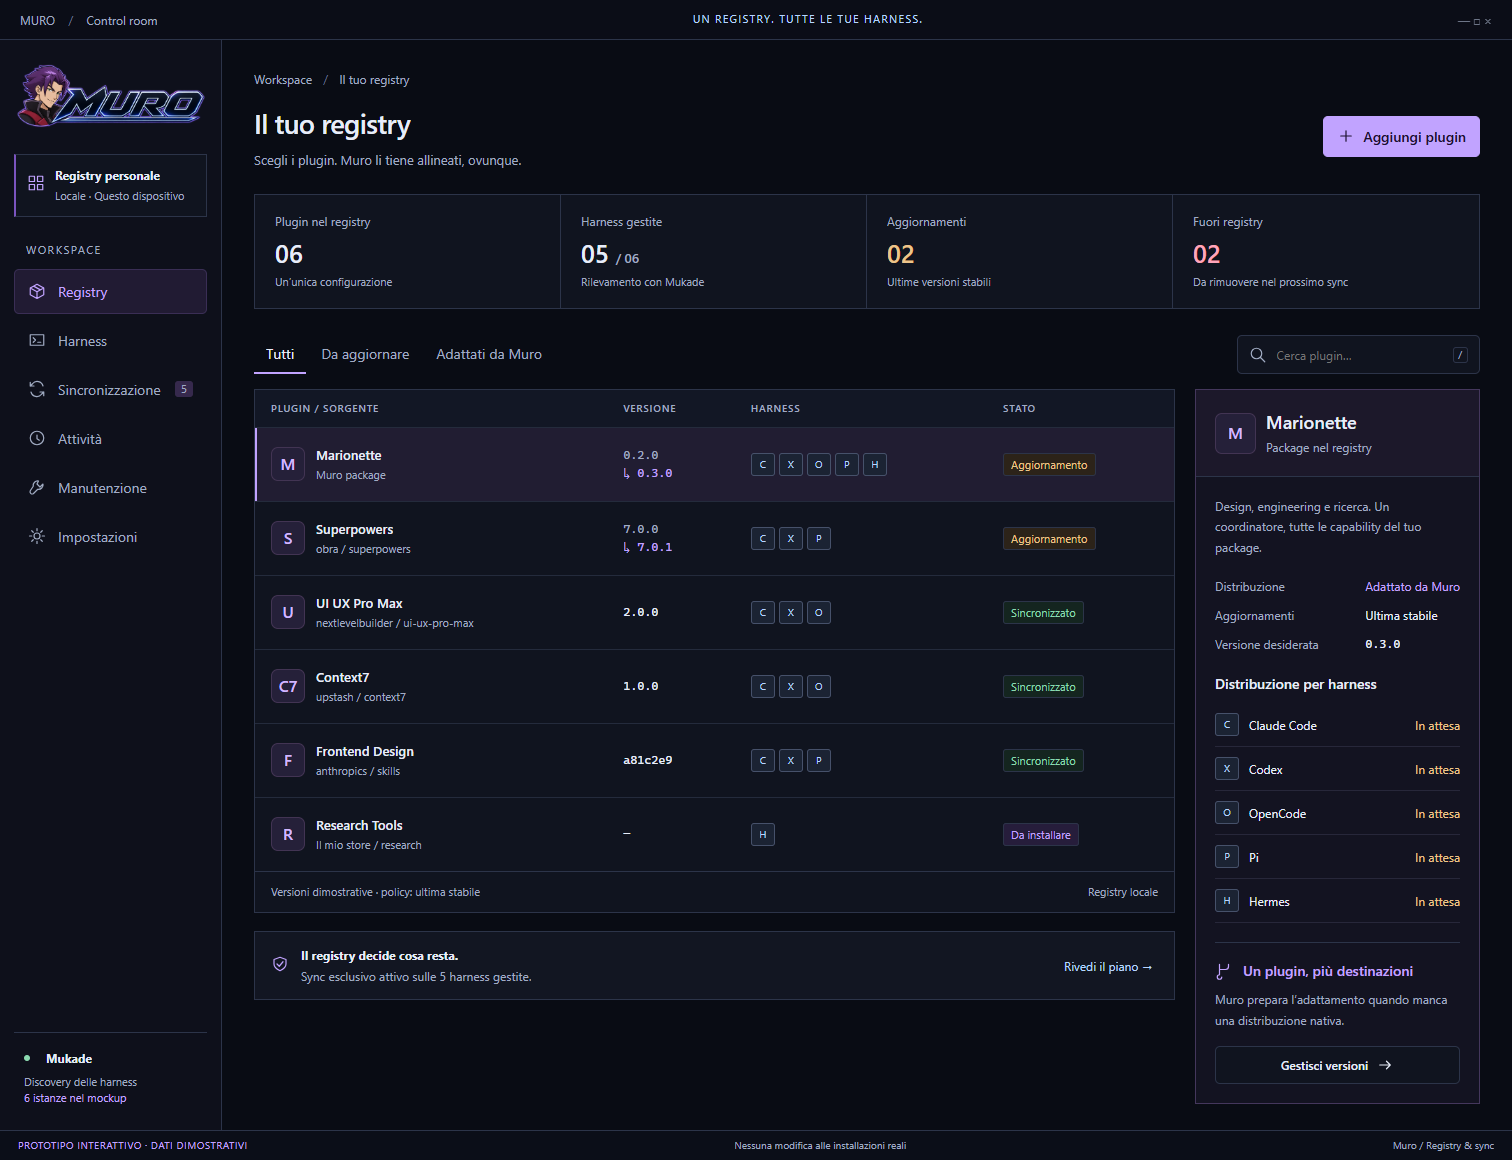 MURO / Control room
UN REGISTRY. TUTTE LE TUE HARNESS.
MURO
Registry personale
Locale · Questo dispositivo
WORKSPACE
Registry
Harness
Sincronizzazione 5
Attività
Manutenzione
Impostazioni
Mukade
Discovery delle harness
6 istanze nel mockup
Workspace / Il tuo registry
Il tuo registry
Scegli i plugin. Muro li tiene allineati, ovunque.
Aggiungi plugin
Plugin nel registry
06
Un'unica configurazione
Harness gestite
05 / 06
Rilevamento con Mukade
Aggiornamenti
02
Ultime versioni stabili
Fuori registry
02
Da rimuovere nel prossimo sync
Tutti Da aggiornare Adattati da Muro
Cerca plugin... /
PLUGIN / SORGENTE VERSIONE HARNESS STATO
M Marionette
Muro package
0.2.0
↳ 0.3.0
C X O P H
Aggiornamento
S Superpowers
obra / superpowers
7.0.0
↳ 7.0.1
C X P
Aggiornamento
U UI UX Pro Max
nextlevelbuilder / ui-ux-pro-max
2.0.0
C X O
Sincronizzato
C7 Context7
upstash / context7
1.0.0
C X O
Sincronizzato
F Frontend Design
anthropics / skills
a81c2e9
C X P
Sincronizzato
R Research Tools
Il mio store / research
—
H
Da installare
Versioni dimostrative · policy: ultima stabile Registry locale
Il registry decide cosa resta.
Sync esclusivo attivo sulle 5 harness gestite.
Rivedi il piano →
M Marionette
Package nel registry
Design, engineering e ricerca. Un
coordinatore, tutte le capability del tuo
package.
Distribuzione Adattato da Muro
Aggiornamenti Ultima stabile
Versione desiderata 0.3.0
Distribuzione per harness
C Claude Code In attesa
X Codex In attesa
O OpenCode In attesa
P Pi In attesa
H Hermes In attesa
Un plugin, più destinazioni
Muro prepara l'adattamento quando manca
una distribuzione nativa.
Gestisci versioni →
PROTOTIPO INTERATTIVO · DATI DIMOSTRATIVI
Nessuna modifica alle installazioni reali
Muro / Registry & sync